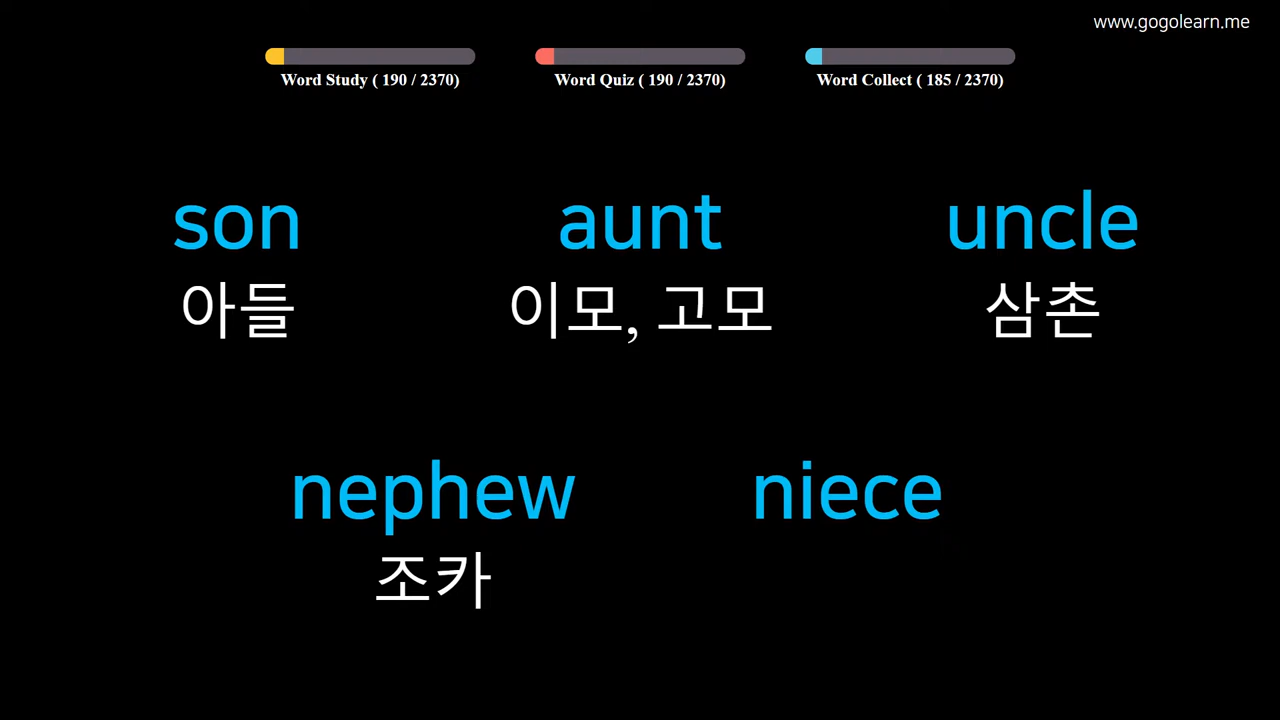 www.gogolearn.me
Word Study ( 190 / 2370) Word Quiz ( 190 / 2370) Word Collect ( 185 / 2370)
son aunt uncle
아들 이모, 고모 삼촌
nephew niece
조카